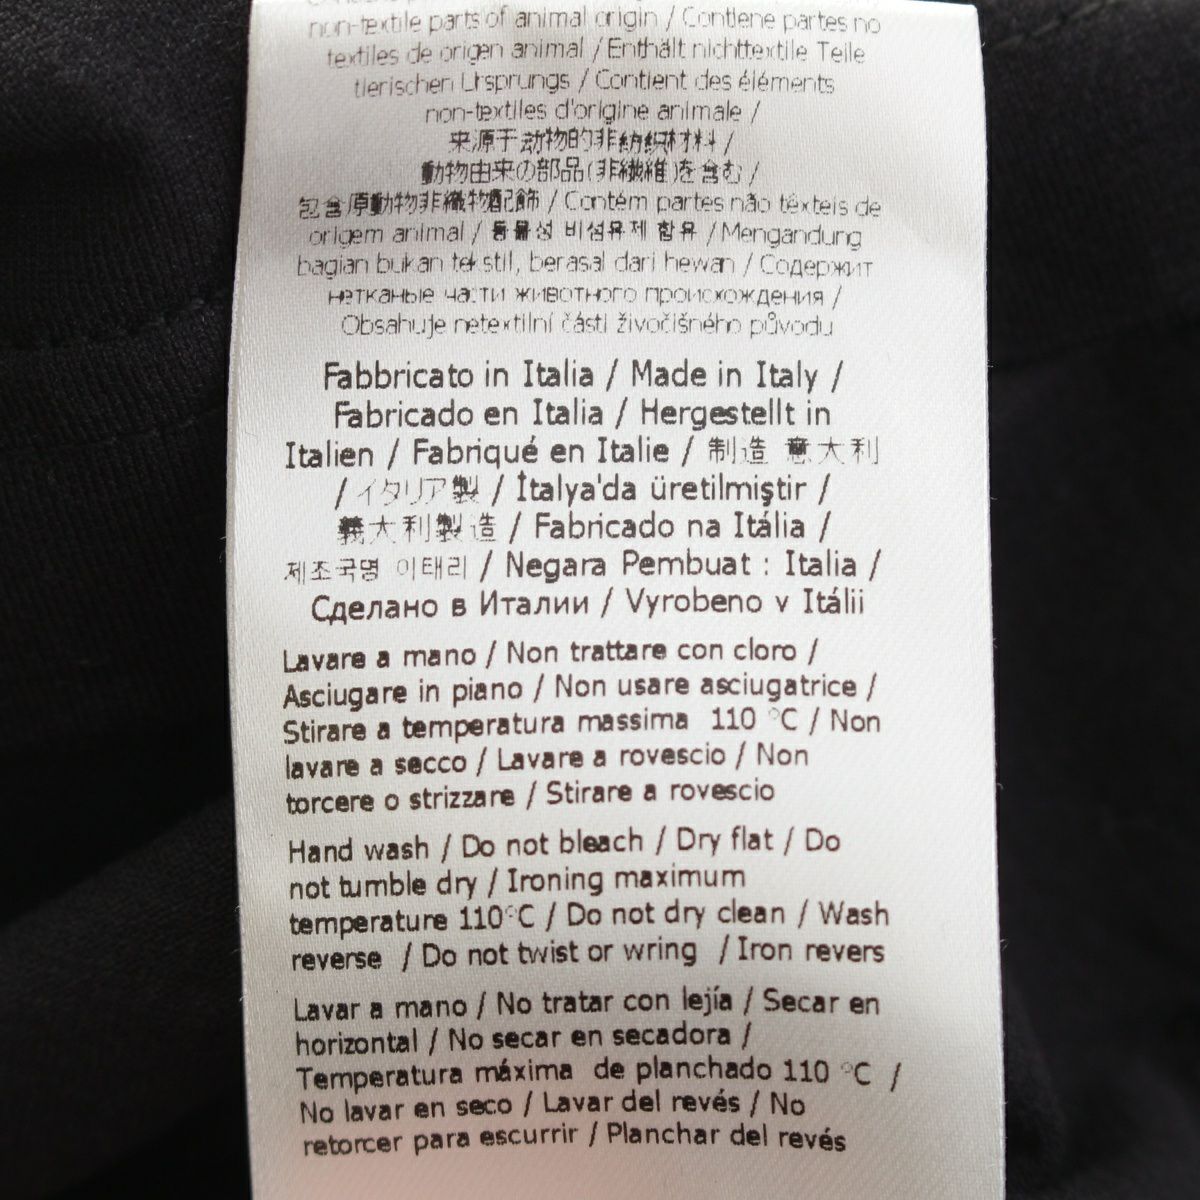 non-textile parts of animal origin / Contiene partes no
textiles de origen animal / Enthält nichttextile Teile
tierischen Ursprungs / Contient des éléments
non-textiles d'origine animale /
来源于动物的非纺织材料 /
動物由来の部品(非繊維)を含む /
包含原動物非織物配飾 / Contém partes não têxteis de
origem animal / 동물성 비섬유제 함유 / Mengandung
bagian bukan tekstil, berasal dari hewan / Содержит
нетканые части животного происхождения /
Obsahuje netextilní části živočišného původu
Fabbricato in Italia / Made in Italy /
Fabricado en Italia / Hergestellt in
Italien / Fabriqué en Italie / 制造 意大利
/ イタリア製 / İtalya'da üretilmiştir /
義大利製造 / Fabricado na Itália /
제조국명 이태리 / Negara Pembuat : Italia /
Сделано в Италии / Vyrobeno v Itálii
Lavare a mano / Non trattare con cloro /
Asciugare in piano / Non usare asciugatrice /
Stirare a temperatura massima 110 °C / Non
lavare a secco / Lavare a rovescio / Non
torcere o strizzare / Stirare a rovescio
Hand wash / Do not bleach / Dry flat / Do
not tumble dry / Ironing maximum
temperature 110°C / Do not dry clean / Wash
reverse / Do not twist or wring / Iron revers
Lavar a mano / No tratar con lejía / Secar en
horizontal / No secar en secadora /
Temperatura máxima de planchado 110 °C /
No lavar en seco / Lavar del revés / No
retorcer para escurrir / Planchar del revés